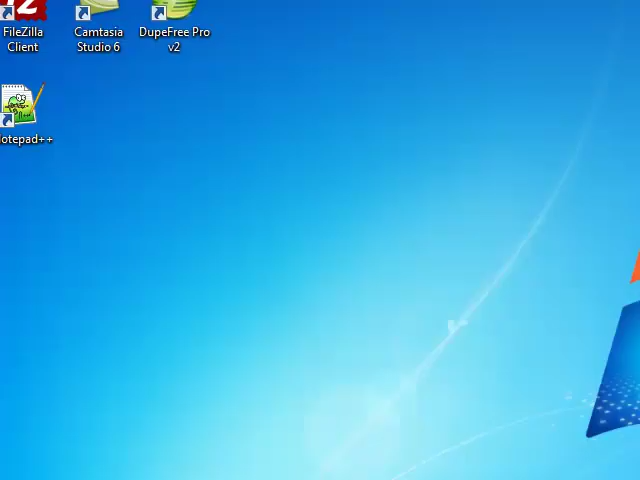 FileZilla
Client
Camtasia
Studio 6
DupeFree Pro
v2
otepad++